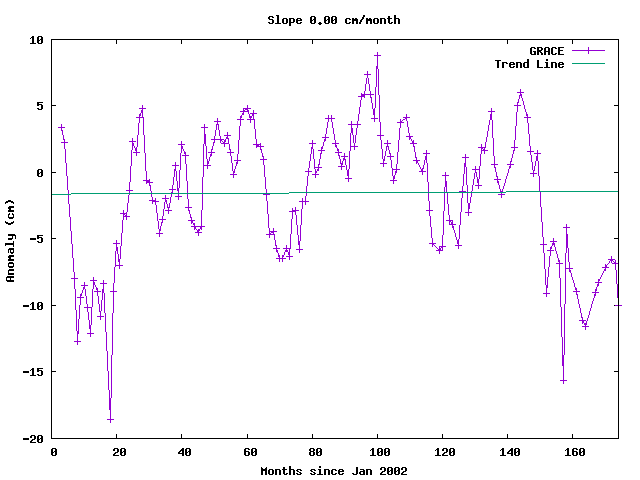 Slope 0.00 cm/month
GRACE
Trend Line
10
5
0
-5
-10
-15
-20
Anomaly (cm)
0 20 40 60 80 100 120 140 160
Months since Jan 2002